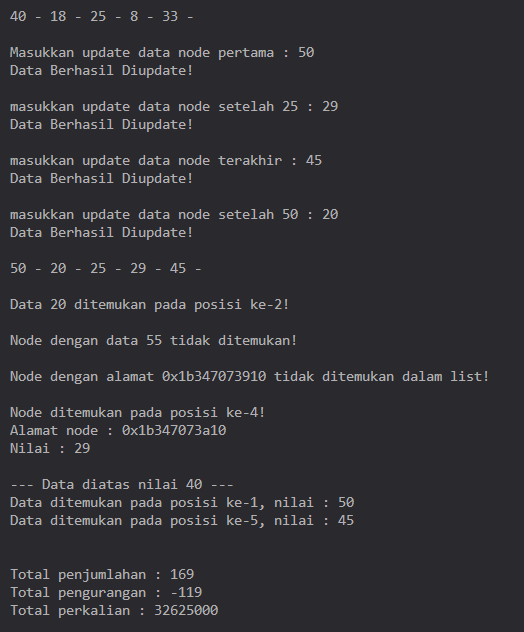 40 - 18 - 25 - 8 - 33 -
Masukkan update data node pertama : 50
Data Berhasil Diupdate!
masukkan update data node setelah 25 : 29
Data Berhasil Diupdate!
masukkan update data node terakhir : 45
Data Berhasil Diupdate!
masukkan update data node setelah 50 : 20
Data Berhasil Diupdate!
50 - 20 - 25 - 29 - 45 -
Data 20 ditemukan pada posisi ke-2!
Node dengan data 55 tidak ditemukan!
Node dengan alamat 0x1b347073910 tidak ditemukan dalam list!
Node ditemukan pada posisi ke-4!
Alamat node : 0x1b347073a10
Nilai : 29
--- Data diatas nilai 40 ---
Data ditemukan pada posisi ke-1, nilai : 50
Data ditemukan pada posisi ke-5, nilai : 45
Total penjumlahan : 169
Total pengurangan : -119
Total perkalian : 32625000